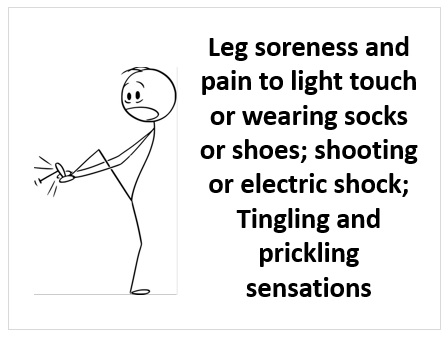 Leg soreness and
pain to light touch
or wearing socks
or shoes; shooting
or electric shock;
Tingling and
prickling
sensations